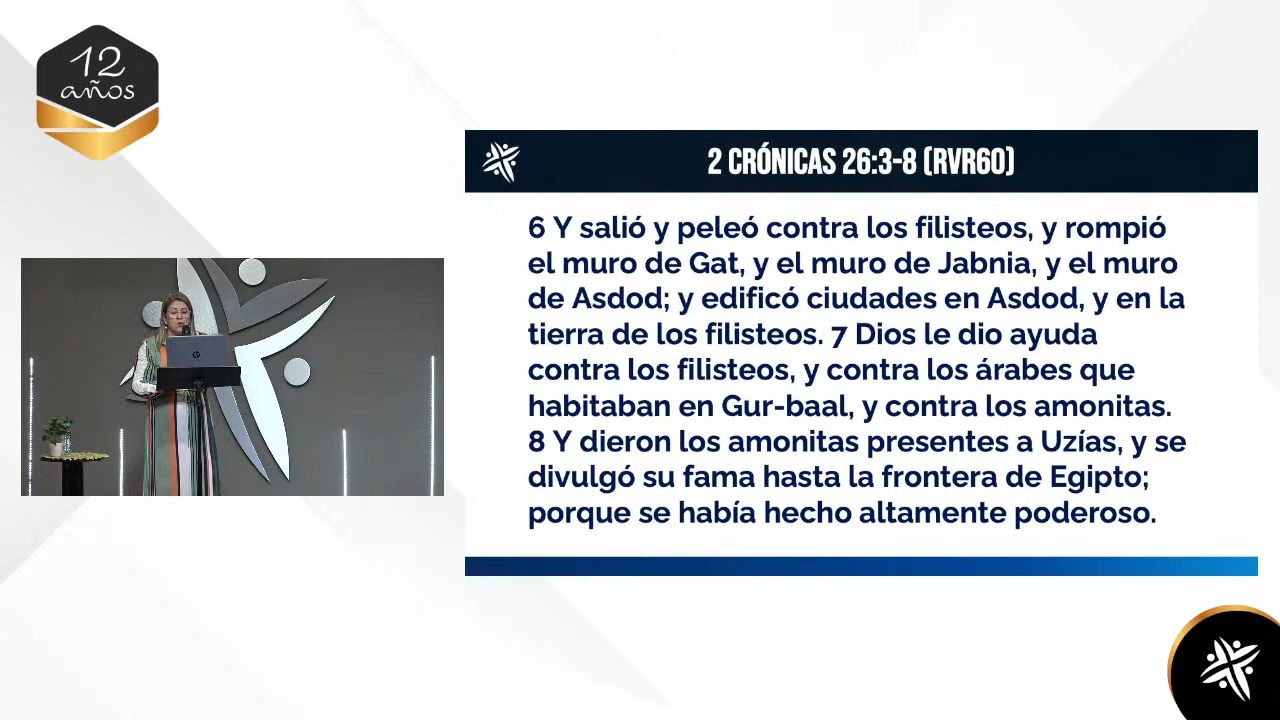 12
años
2 CRÓNICAS 26:3-8 (RVR60)
6 Y salió y peleó contra los filisteos, y rompió
el muro de Gat, y el muro de Jabnia, y el muro
de Asdod; y edificó ciudades en Asdod, y en la
tierra de los filisteos. 7 Dios le dio ayuda
contra los filisteos, y contra los árabes que
habitaban en Gur-baal, y contra los amonitas.
8 Y dieron los amonitas presentes a Uzías, y se
divulgó su fama hasta la frontera de Egipto;
porque se había hecho altamente poderoso.